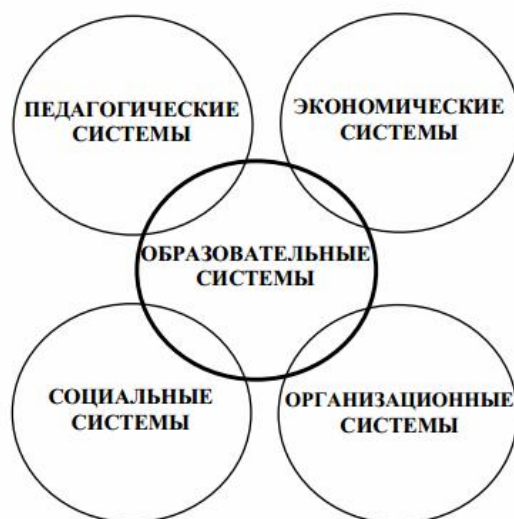 ПЕДАГОГИЧЕСКИЕ
СИСТЕМЫ
ЭКОНОМИЧЕСКИЕ
СИСТЕМЫ
ОБРАЗОВАТЕЛЬНЫЕ
СИСТЕМЫ
СОЦИАЛЬНЫЕ
СИСТЕМЫ
ОРГАНИЗАЦИОННЫЕ
СИСТЕМЫ